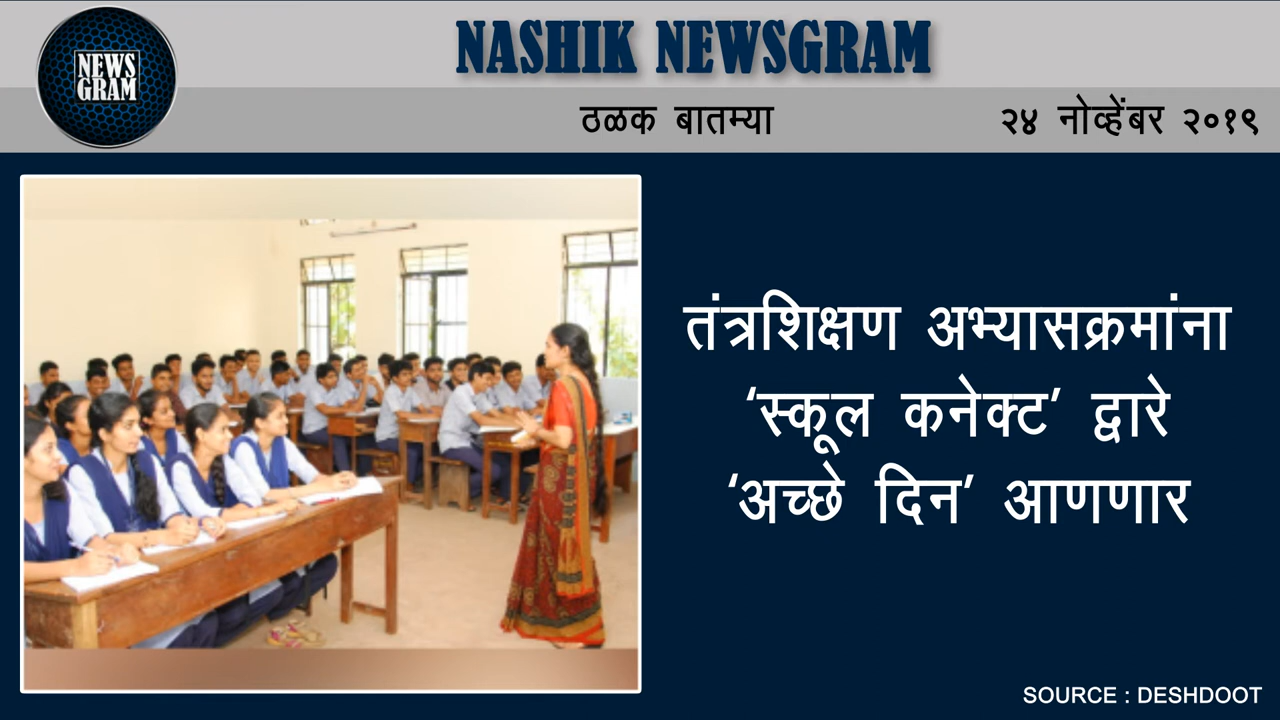 NEWS
GRAM
NASHIK NEWSGRAM
ठळक बातम्या
२४ नोव्हेंबर २०१९
तंत्रशिक्षण अभ्यासक्रमांना
‘स्कूल कनेक्ट’ द्वारे
‘अच्छे दिन’ आणणार
SOURCE : DESHDOOT